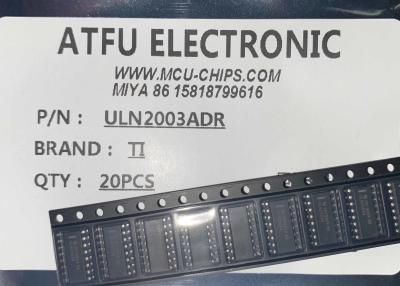 ATFU ELECTRONIC
WWW.MCU-CHIPS.COM
MIYA 86 15818799616
P/N： ULN2003ADR
BRAND： TI
QTY： 20PCS